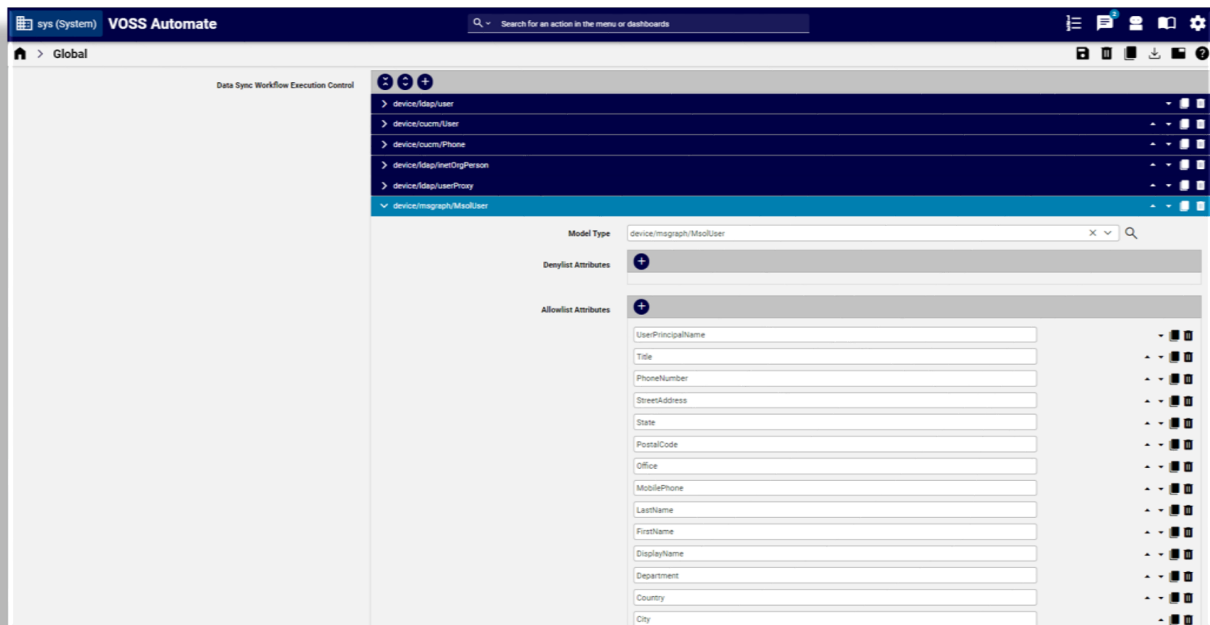 sys (System) VOSS Automate Search for an action in the menu or dashboards
> Global
Data Sync Workflow Execution Control
device/ldap/user
device/cucm/User
device/cucm/Phone
device/ldap/inetOrgPerson
device/ldap/userProxy
device/msgraph/MsolUser
Model Type device/msgraph/MsolUser
Denylist Attributes
Allowlist Attributes
UserPrincipalName
Title
PhoneNumber
StreetAddress
State
PostalCode
Office
MobilePhone
LastName
FirstName
DisplayName
Department
Country
City